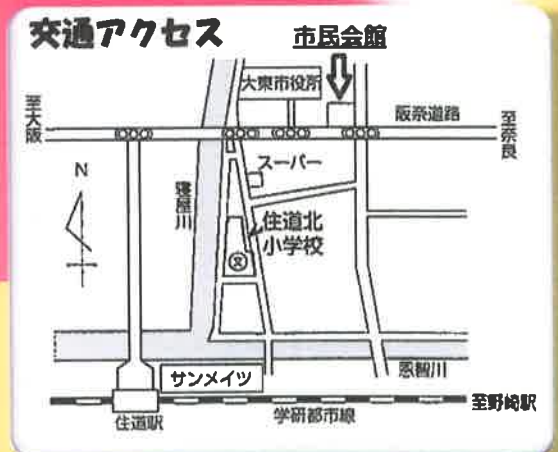 交通アクセス
市民会館
大東市役所
至大阪
阪奈道路
至奈良
スーパー
N
寝屋川
住道北
小学校
文
サンメイツ
恩智川
住道駅
学研都市線
至野崎駅